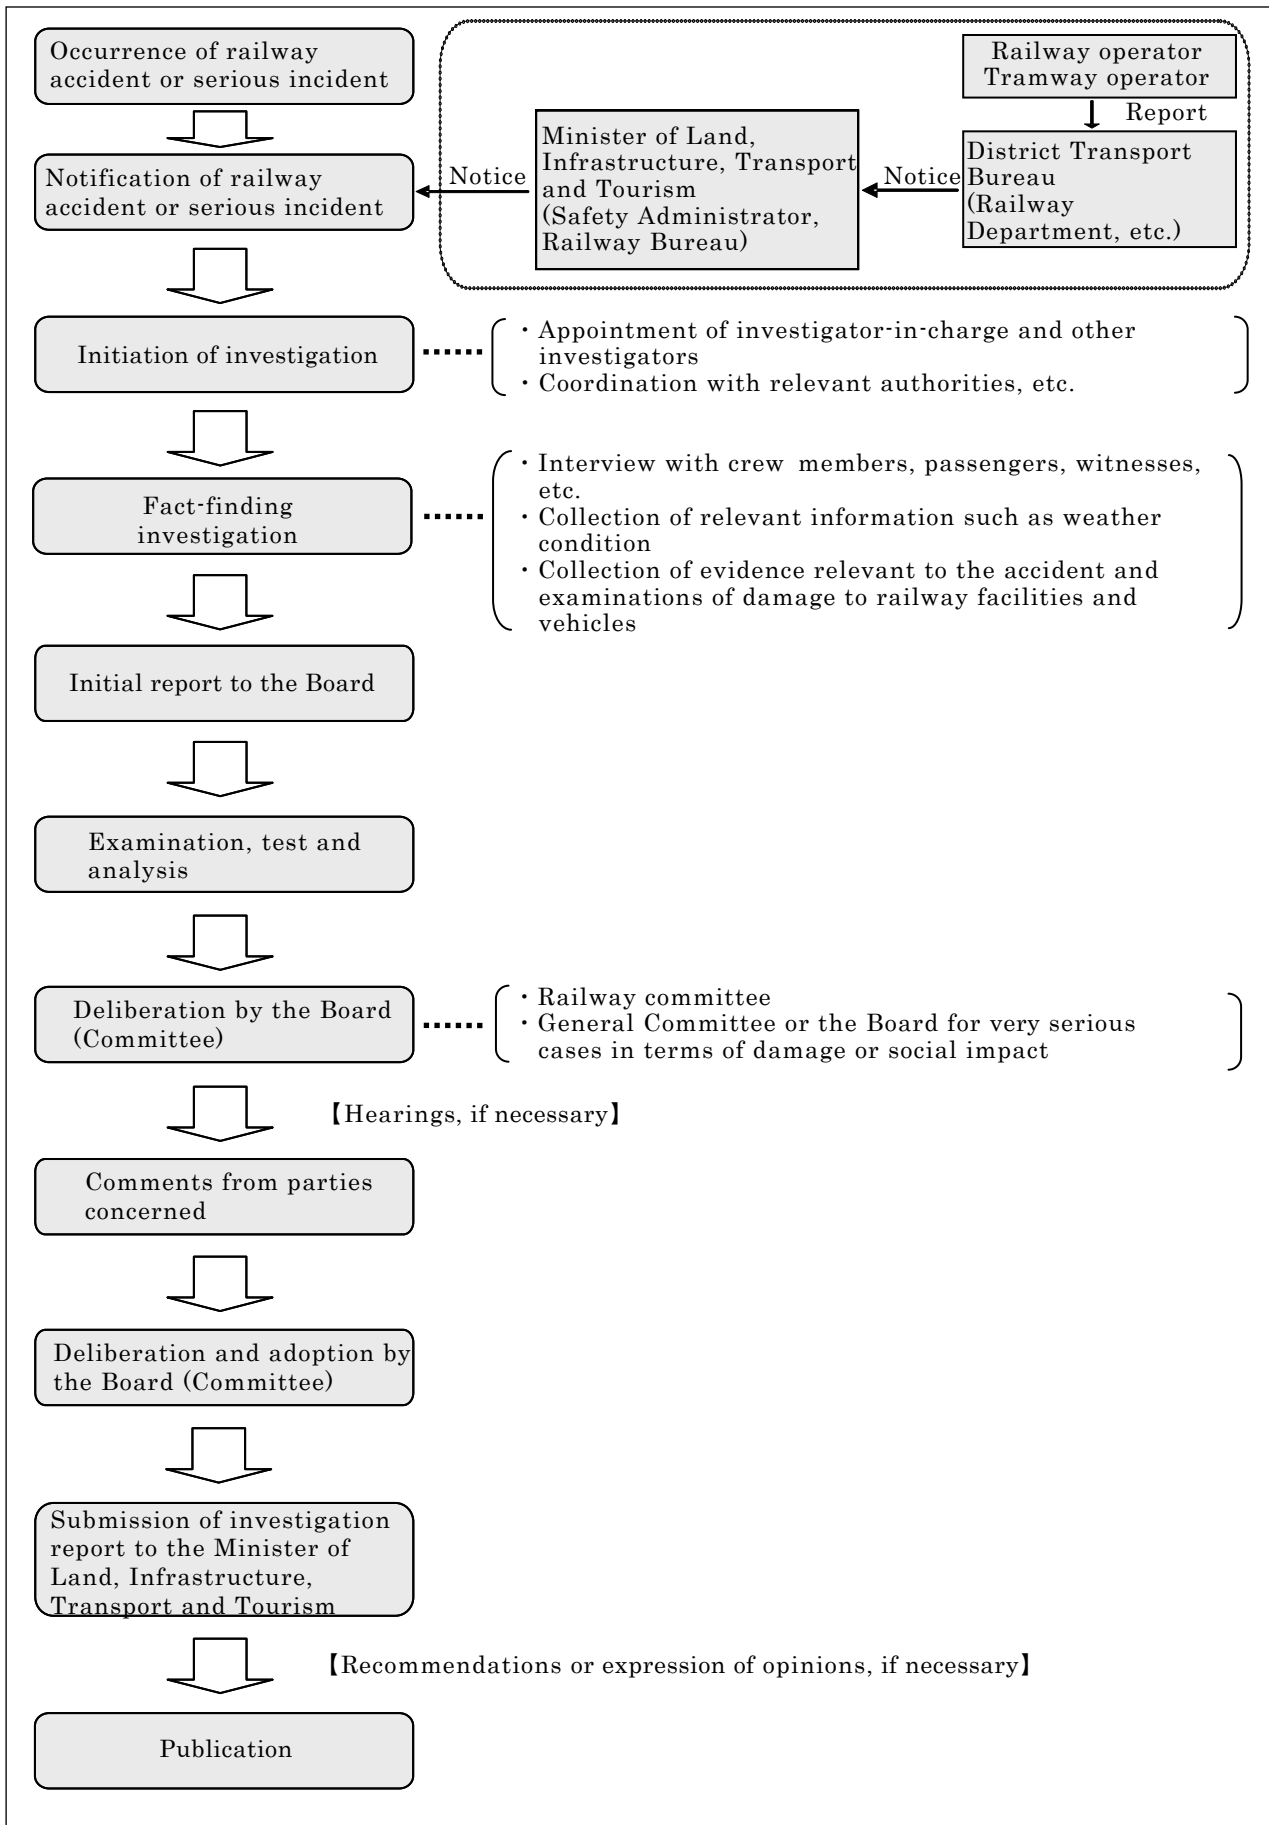 Occurrence of railway
accident or serious incident
Railway operator
Tramway operator
Report
Notification of railway
accident or serious incident
Notice
Minister of Land,
Infrastructure, Transport
and Tourism
(Safety Administrator,
Railway Bureau)
Notice
District Transport
Bureau
(Railway
Department, etc.)
Initiation of investigation
・Appointment of investigator-in-charge and other
investigators
・Coordination with relevant authorities, etc.
Fact-finding
investigation
・Interview with crew members, passengers, witnesses,
etc.
・Collection of relevant information such as weather
condition
・Collection of evidence relevant to the accident and
examinations of damage to railway facilities and
vehicles
Initial report to the Board
Examination, test and
analysis
Deliberation by the Board
(Committee)
・Railway committee
・General Committee or the Board for very serious
cases in terms of damage or social impact
【Hearings, if necessary】
Comments from parties
concerned
Deliberation and adoption by
the Board (Committee)
Submission of investigation
report to the Minister of
Land, Infrastructure,
Transport and Tourism
【Recommendations or expression of opinions, if necessary】
Publication